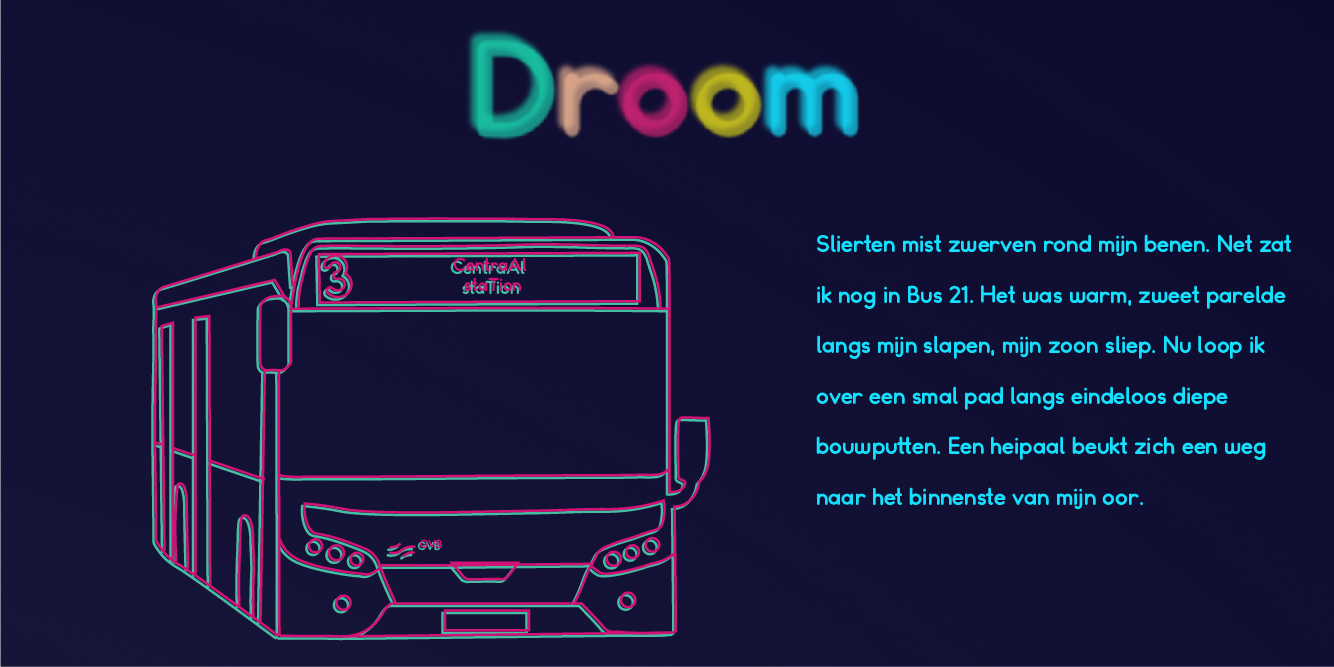 Droom
3
CentraAl
staTion
GVB
Slierten mist zwerven rond mijn benen. Net zat
ik nog in Bus 21. Het was warm, zweet parelde
langs mijn slapen, mijn zoon sliep. Nu loop ik
over een smal pad langs eindeloos diepe
bouwputten. Een heipaal beukt zich een weg
naar het binnenste van mijn oor.